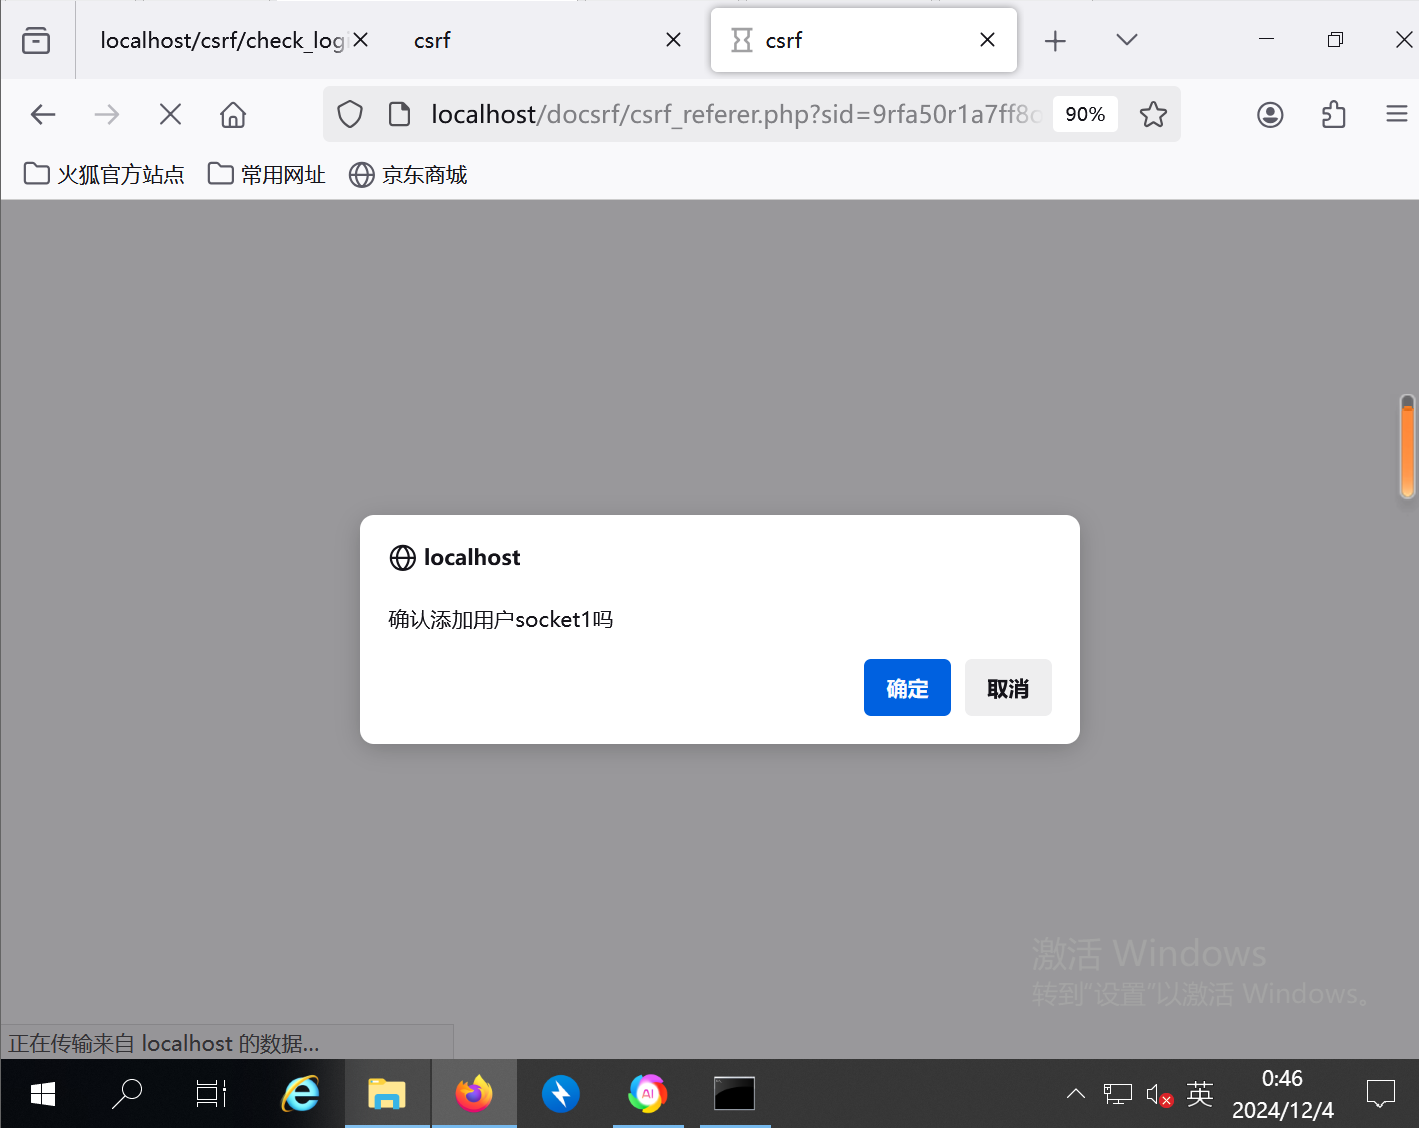 localhost/csrf/check_logi
csrf
csrf
localhost/docsrf/csrf_referer.php?sid=9rfa50r1a7ff8
90%
火狐官方站点
常用网址
京东商城
localhost
确认添加用户socket1吗
确定
取消
激活 Windows
转到“设置”以激活 Windows。
正在传输来自 localhost 的数据...
AI
英
0:46
2024/12/4